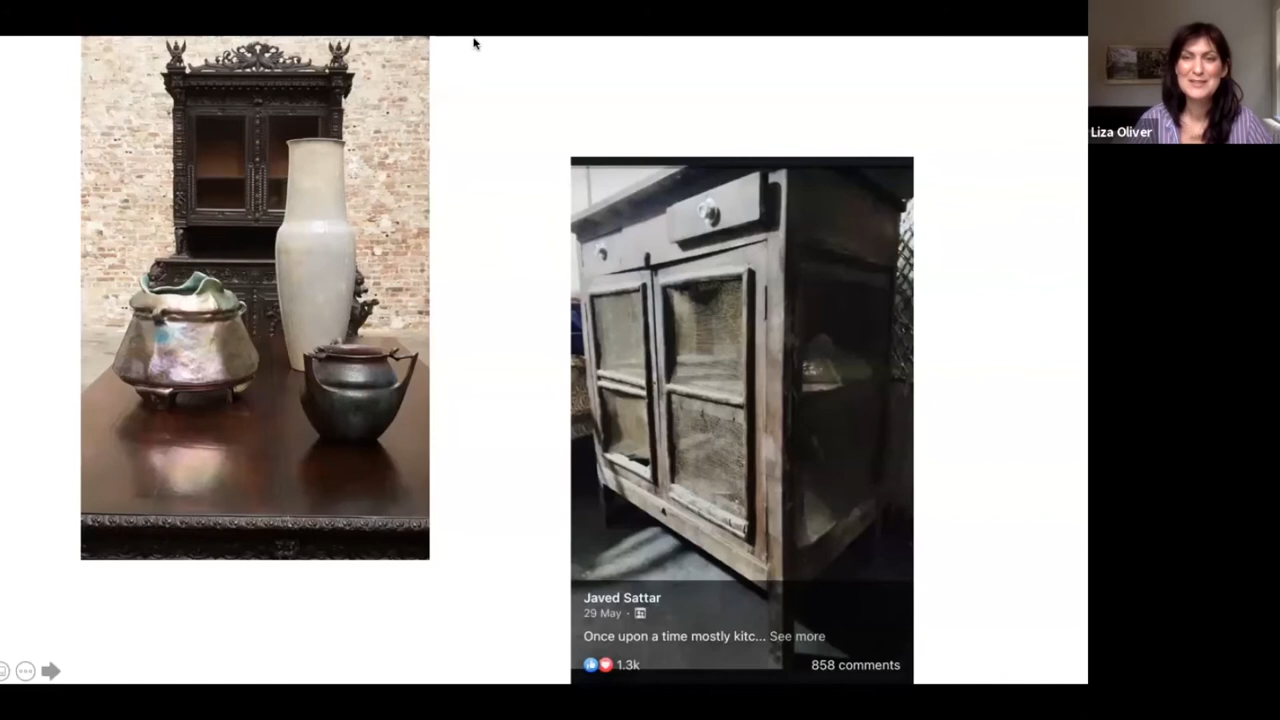 Liza Oliver
Javed Sattar
29 May ·
Once upon a time mostly kitc... See more
1.3k
858 comments